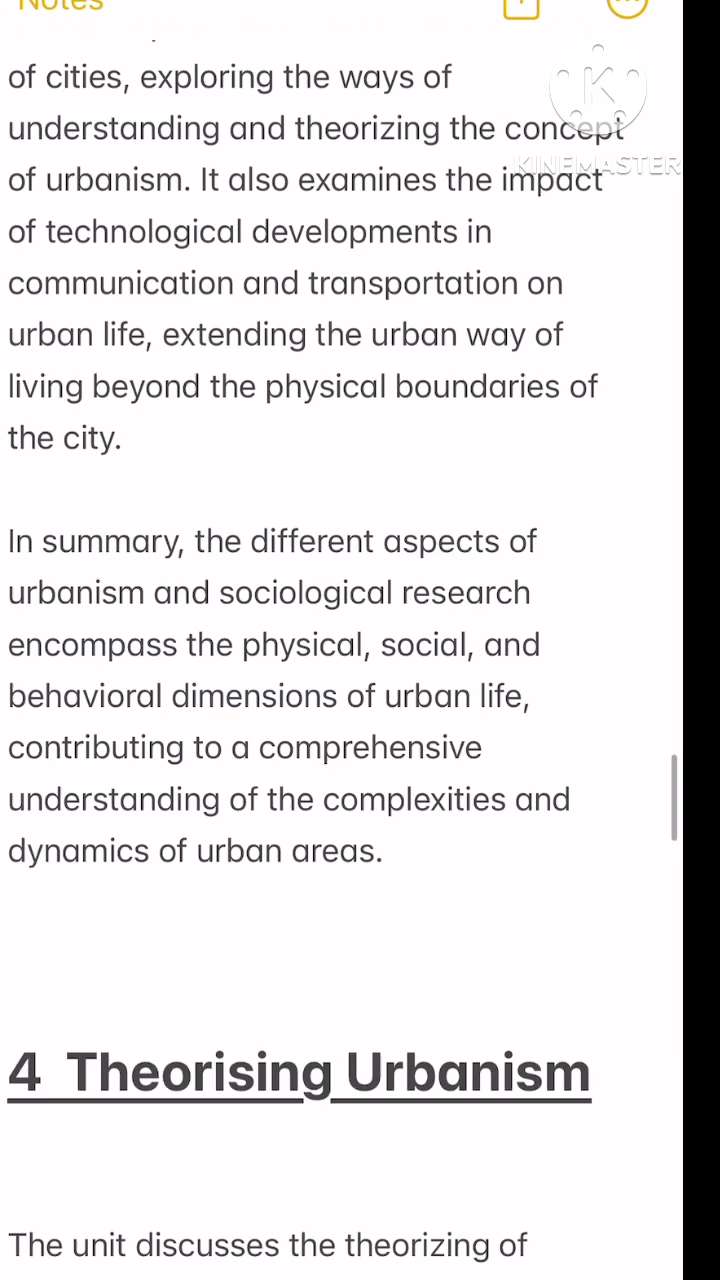 Notes
of cities, exploring the ways of
understanding and theorizing the concept
of urbanism. It also examines the impact
of technological developments in
communication and transportation on
urban life, extending the urban way of
living beyond the physical boundaries of
the city.
In summary, the different aspects of
urbanism and sociological research
encompass the physical, social, and
behavioral dimensions of urban life,
contributing to a comprehensive
understanding of the complexities and
dynamics of urban areas.
4 Theorising Urbanism
The unit discusses the theorizing of
K
KINEMASTER